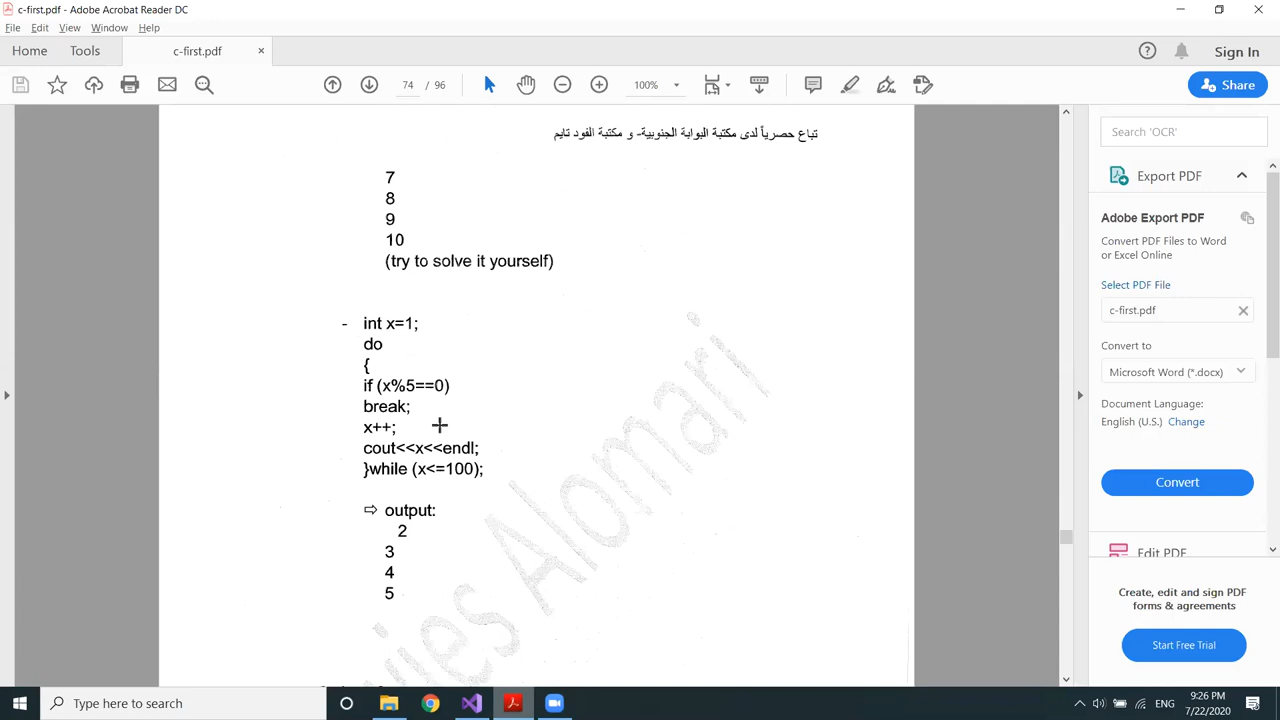 c-first.pdf - Adobe Acrobat Reader DC
File Edit View Window Help
Home Tools c-first.pdf × Sign In
74 / 96 100% Share
تباع حصرياً لدى مكتبة البوابة الجنوبية- و مكتبة الفود تايم
7
8
9
10
(try to solve it yourself)
- int x=1;
do
{
if (x%5==0)
break;
x++;
cout<<x<<endl;
}while (x<=100);
⇨ output:
2
3
4
5
Alomari
Search 'OCR'
Export PDF
Adobe Export PDF
Convert PDF Files to Word
or Excel Online
Select PDF File
c-first.pdf
Convert to
Microsoft Word (*.docx)
Document Language:
English (U.S.) Change
Convert
Edit PDF
Create, edit and sign PDF
forms & agreements
Start Free Trial
Type here to search
ENG
9:26 PM
7/22/2020